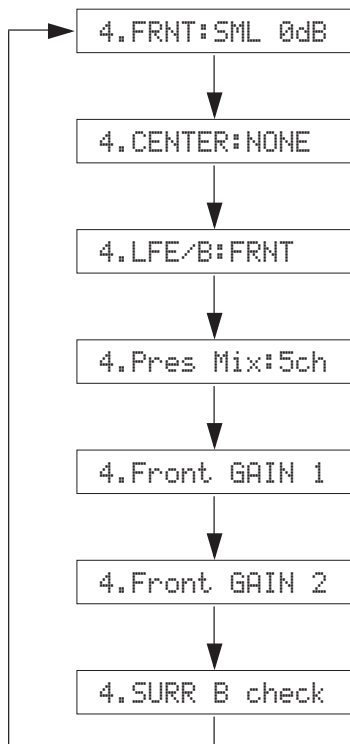 4.FRNT:SML 0dB
4.CENTER:NONE
4.LFE/B:FRNT
4.Pres Mix:5ch
4.Front GAIN 1
4.Front GAIN 2
4.SURR B check